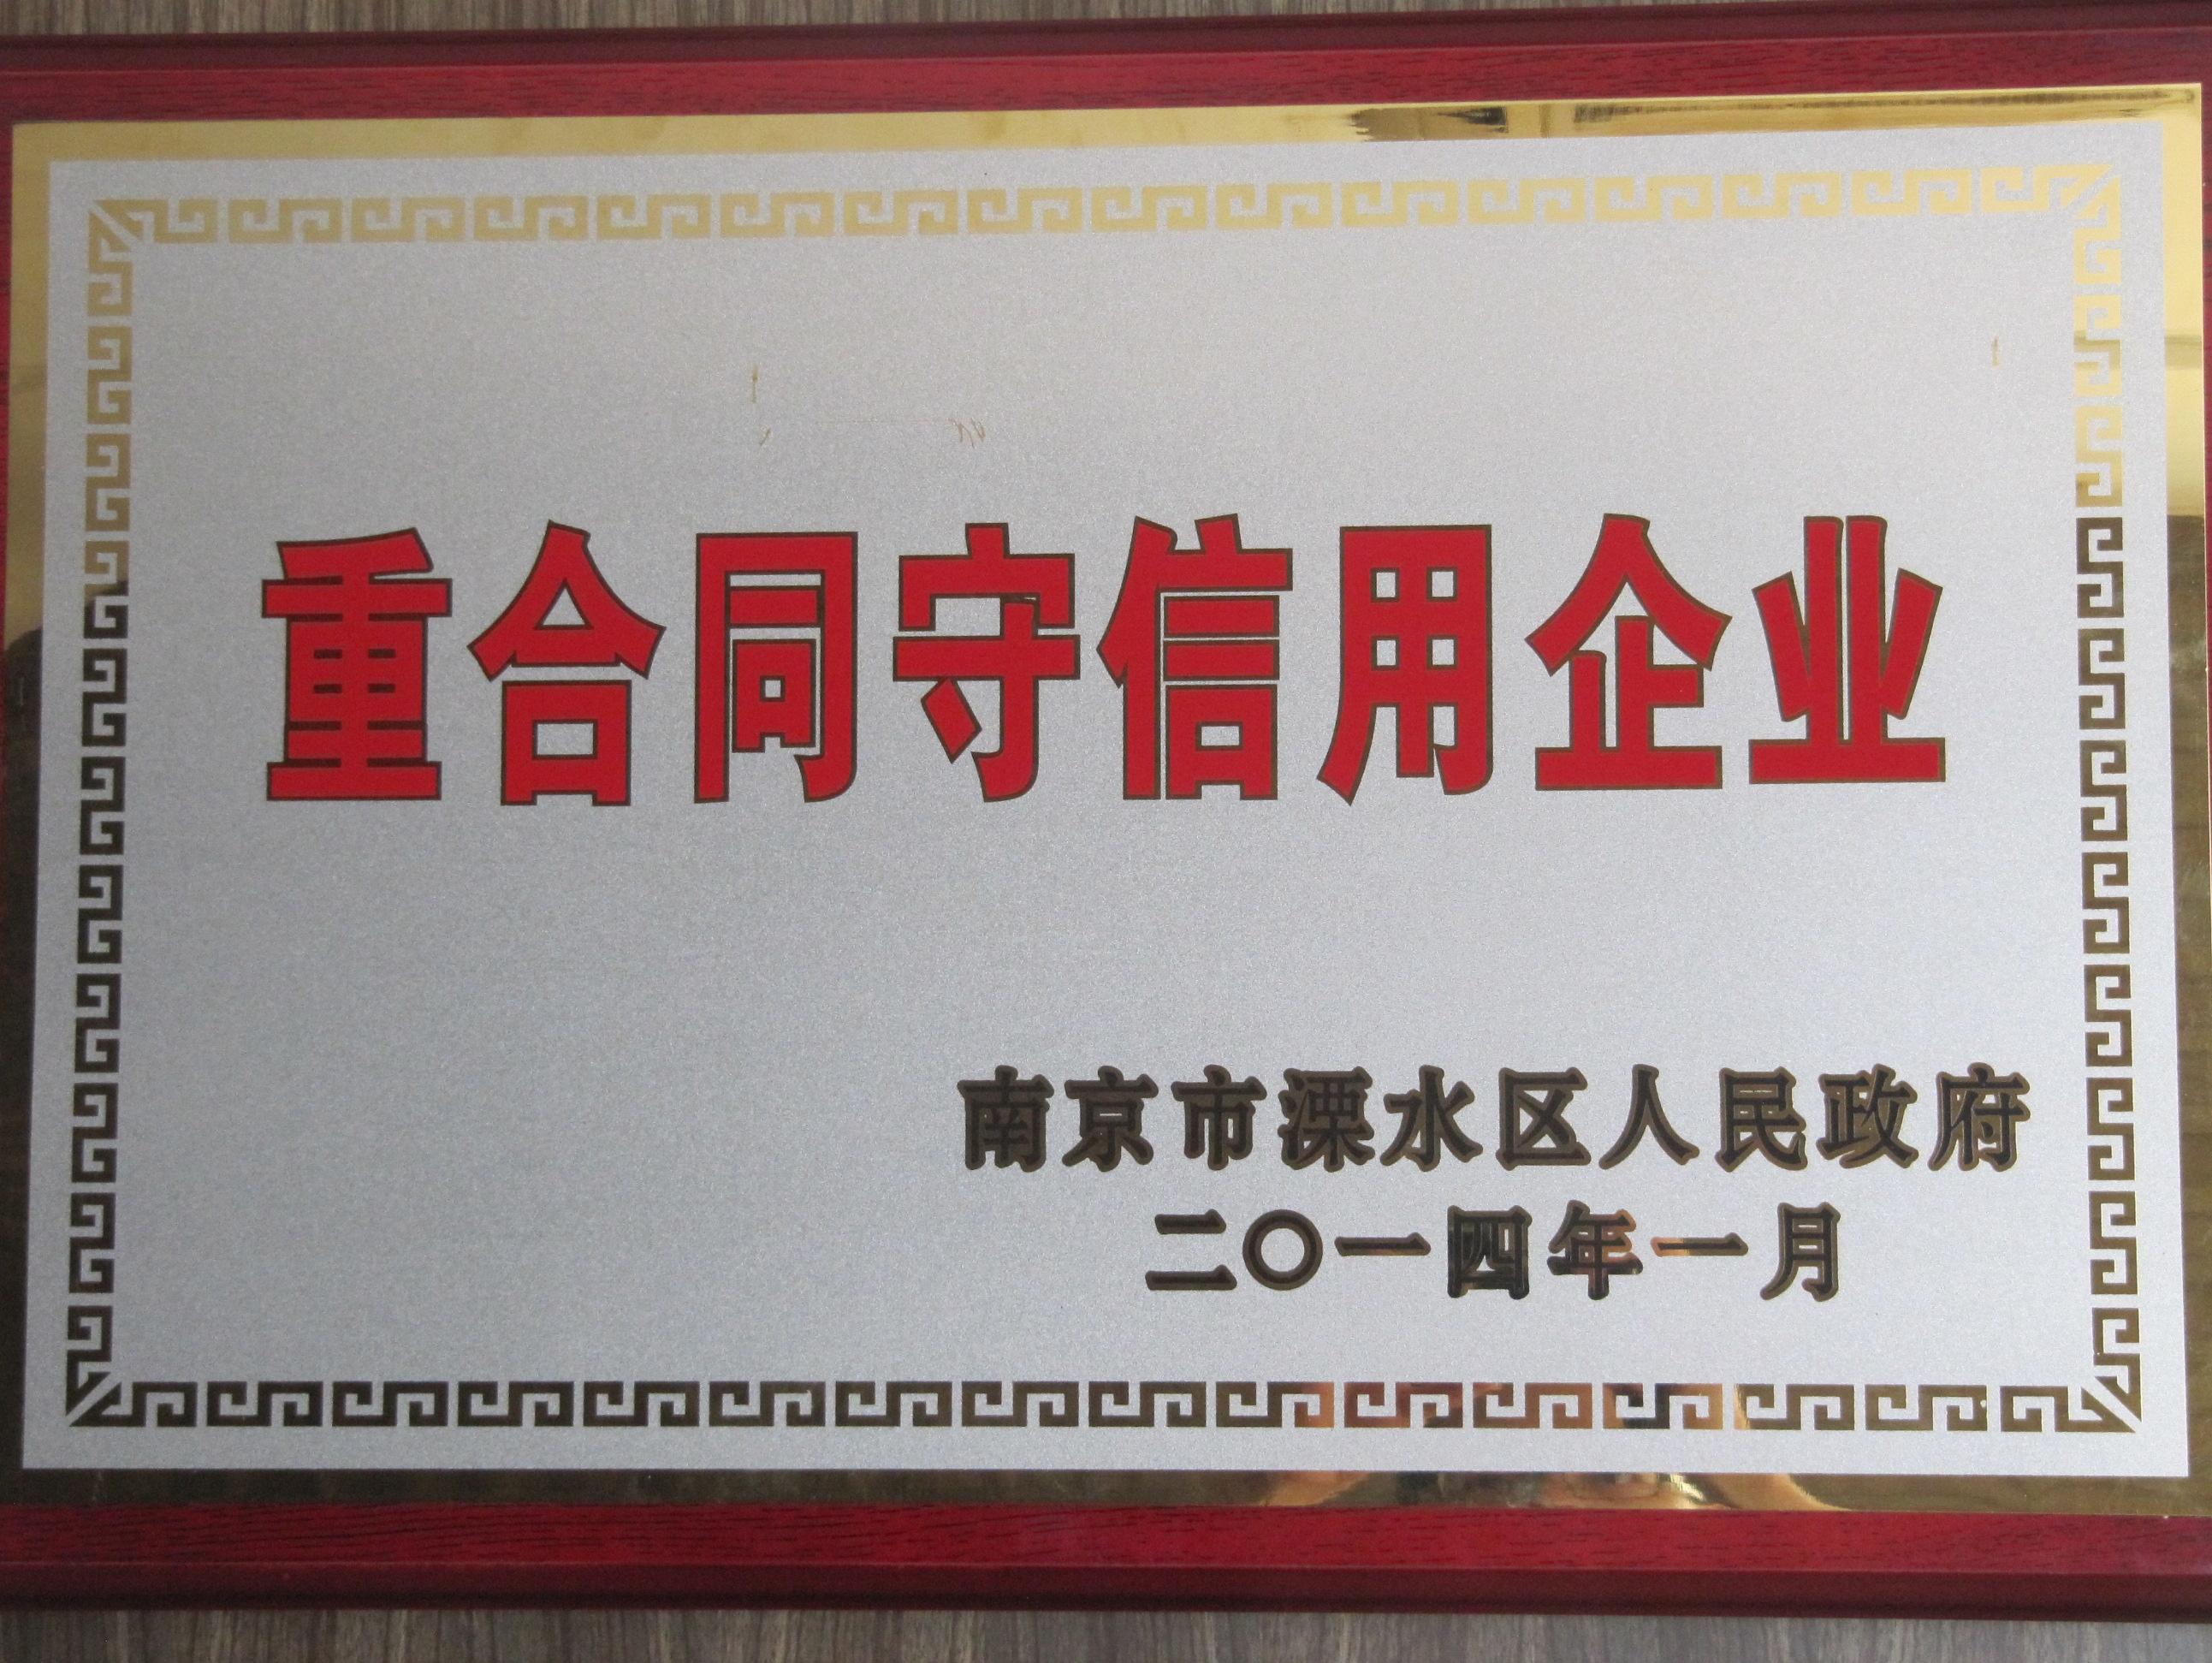 重合同守信用企业
南京市溧水区人民政府
二〇一四年一月